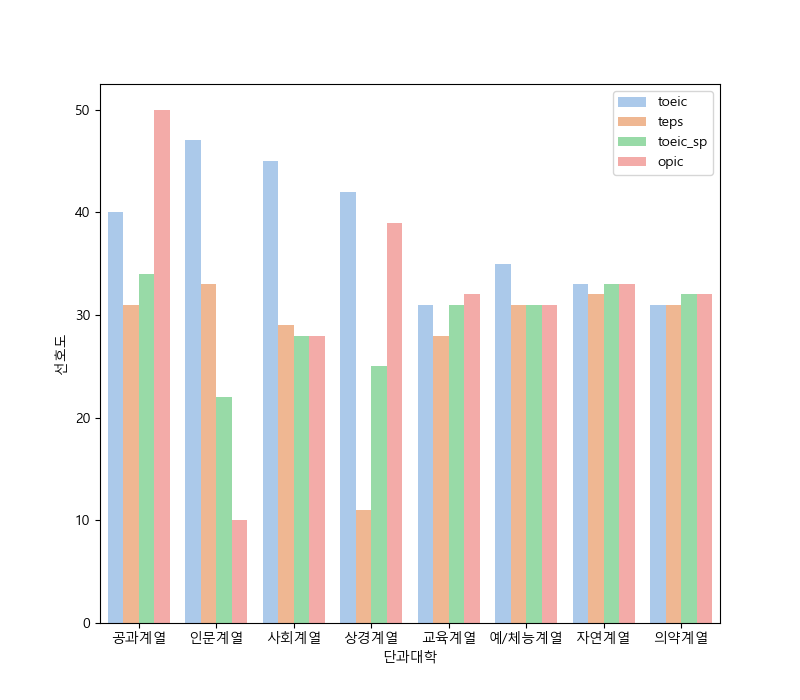 toeic
teps
toeic_sp
opic
선호도
50
40
30
20
10
0
공과계열 인문계열 사회계열 상경계열 교육계열 예/체능계열 자연계열 의약계열
단과대학